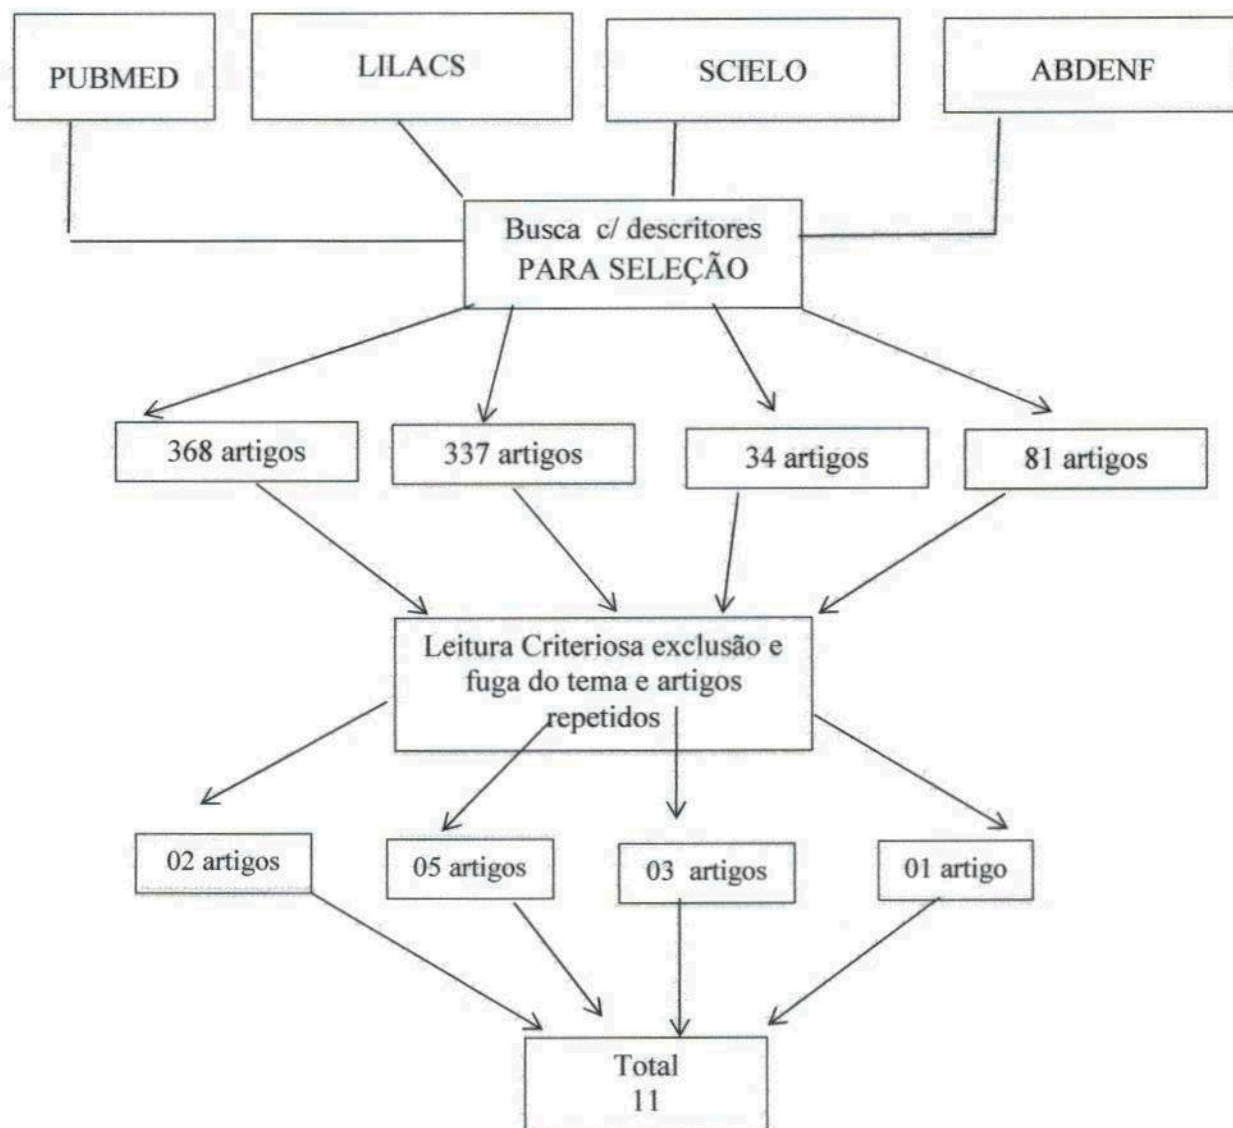 PUBMED
LILACS
SCIELO
ABDENF
Busca c/ descritores
PARA SELEÇÃO
368 artigos
337 artigos
34 artigos
81 artigos
Leitura Criteriosa exclusão e
fuga do tema e artigos
repetidos
02 artigos
05 artigos
03 artigos
01 artigo
Total
11